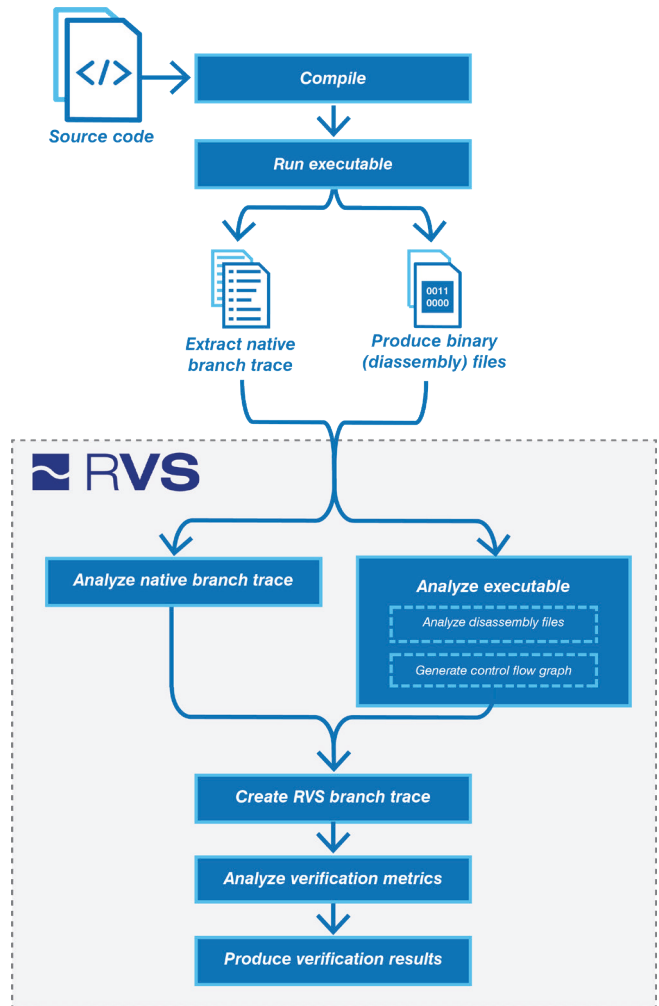 </>
Source code
Compile
Run executable
0011
0000
Extract native
branch trace
Produce binary
(diassembly) files
RVS
Analyze native branch trace
Analyze executable
Analyze disassembly files
Generate control flow graph
Create RVS branch trace
Analyze verification metrics
Produce verification results